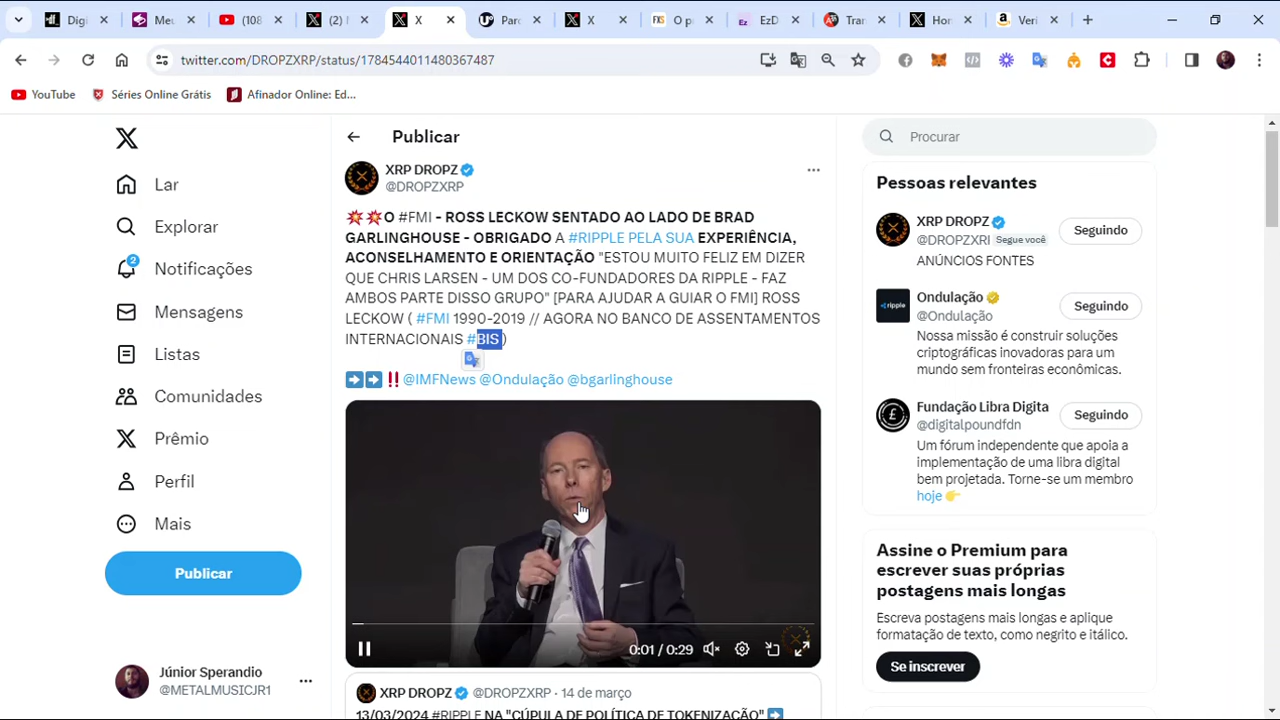 Digi
Meu
(108
(2) I
X
Parc
X
FXS
O p
Ez
EzD
Tran
Hon
Veri
twitter.com/DROPZXRP/status/1784544011480367487
YouTube
Séries Online Grátis
Afinador Online: Ed...
Lar
Explorar
2
Notificações
Mensagens
Listas
Comunidades
Prêmio
Perfil
Mais
Publicar
Júnior Sperandio
@METALMUSICJR1
Publicar
XRP DROPZ
@DROPZXRP
O #FMI - ROSS LECKOW SENTADO AO LADO DE BRAD
GARLINGHOUSE - OBRIGADO A #RIPPLE PELA SUA EXPERIÊNCIA,
ACONSELHAMENTO E ORIENTAÇÃO "ESTOU MUITO FELIZ EM DIZER
QUE CHRIS LARSEN - UM DOS CO-FUNDADORES DA RIPPLE - FAZ
AMBOS PARTE DISSO GRUPO" [PARA AJUDAR A GUIAR O FMI] ROSS
LECKOW ( #FMI 1990-2019 // AGORA NO BANCO DE ASSENTAMENTOS
INTERNACIONAIS #BIS )
@IMFNews @Ondulação @bgarlinghouse
0:01 / 0:29
XRP DROPZ @DROPZXRP · 14 de março
13/03/2024 #RIPPLE NA "CÚPULA DE POLÍTICA DE TOKENIZAÇÃO"
Procurar
Pessoas relevantes
XRP DROPZ
@DROPZXRI Segue você
Seguindo
ANÚNCIOS FONTES
ripple
Ondulação
@Ondulação
Seguindo
Nossa missão é construir soluções
criptográficas inovadoras para um
mundo sem fronteiras econômicas.
Fundação Libra Digita
@digitalpoundfdn
Seguindo
Um fórum independente que apoia a
implementação de uma libra digital
bem projetada. Torne-se um membro
hoje
Assine o Premium para
escrever suas próprias
postagens mais longas
Escreva postagens mais longas e aplique
formatação de texto, como negrito e itálico.
Se inscrever